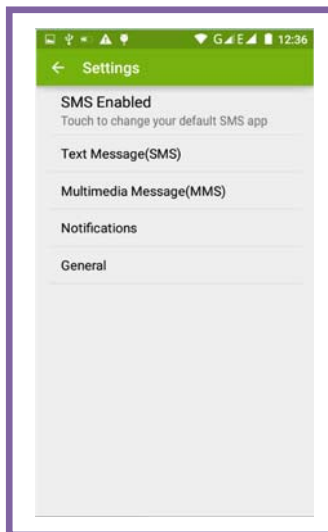 G E 12:36
Settings
SMS Enabled
Touch to change your default SMS app
Text Message(SMS)
Multimedia Message(MMS)
Notifications
General